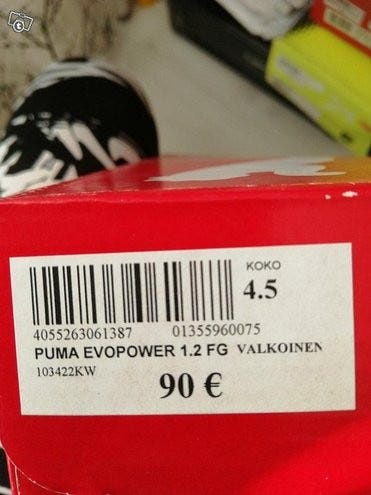 KOKO
4.5
4055263061387 01355960075
PUMA EVOPOWER 1.2 FG VALKOINEN
103422KW
90 €